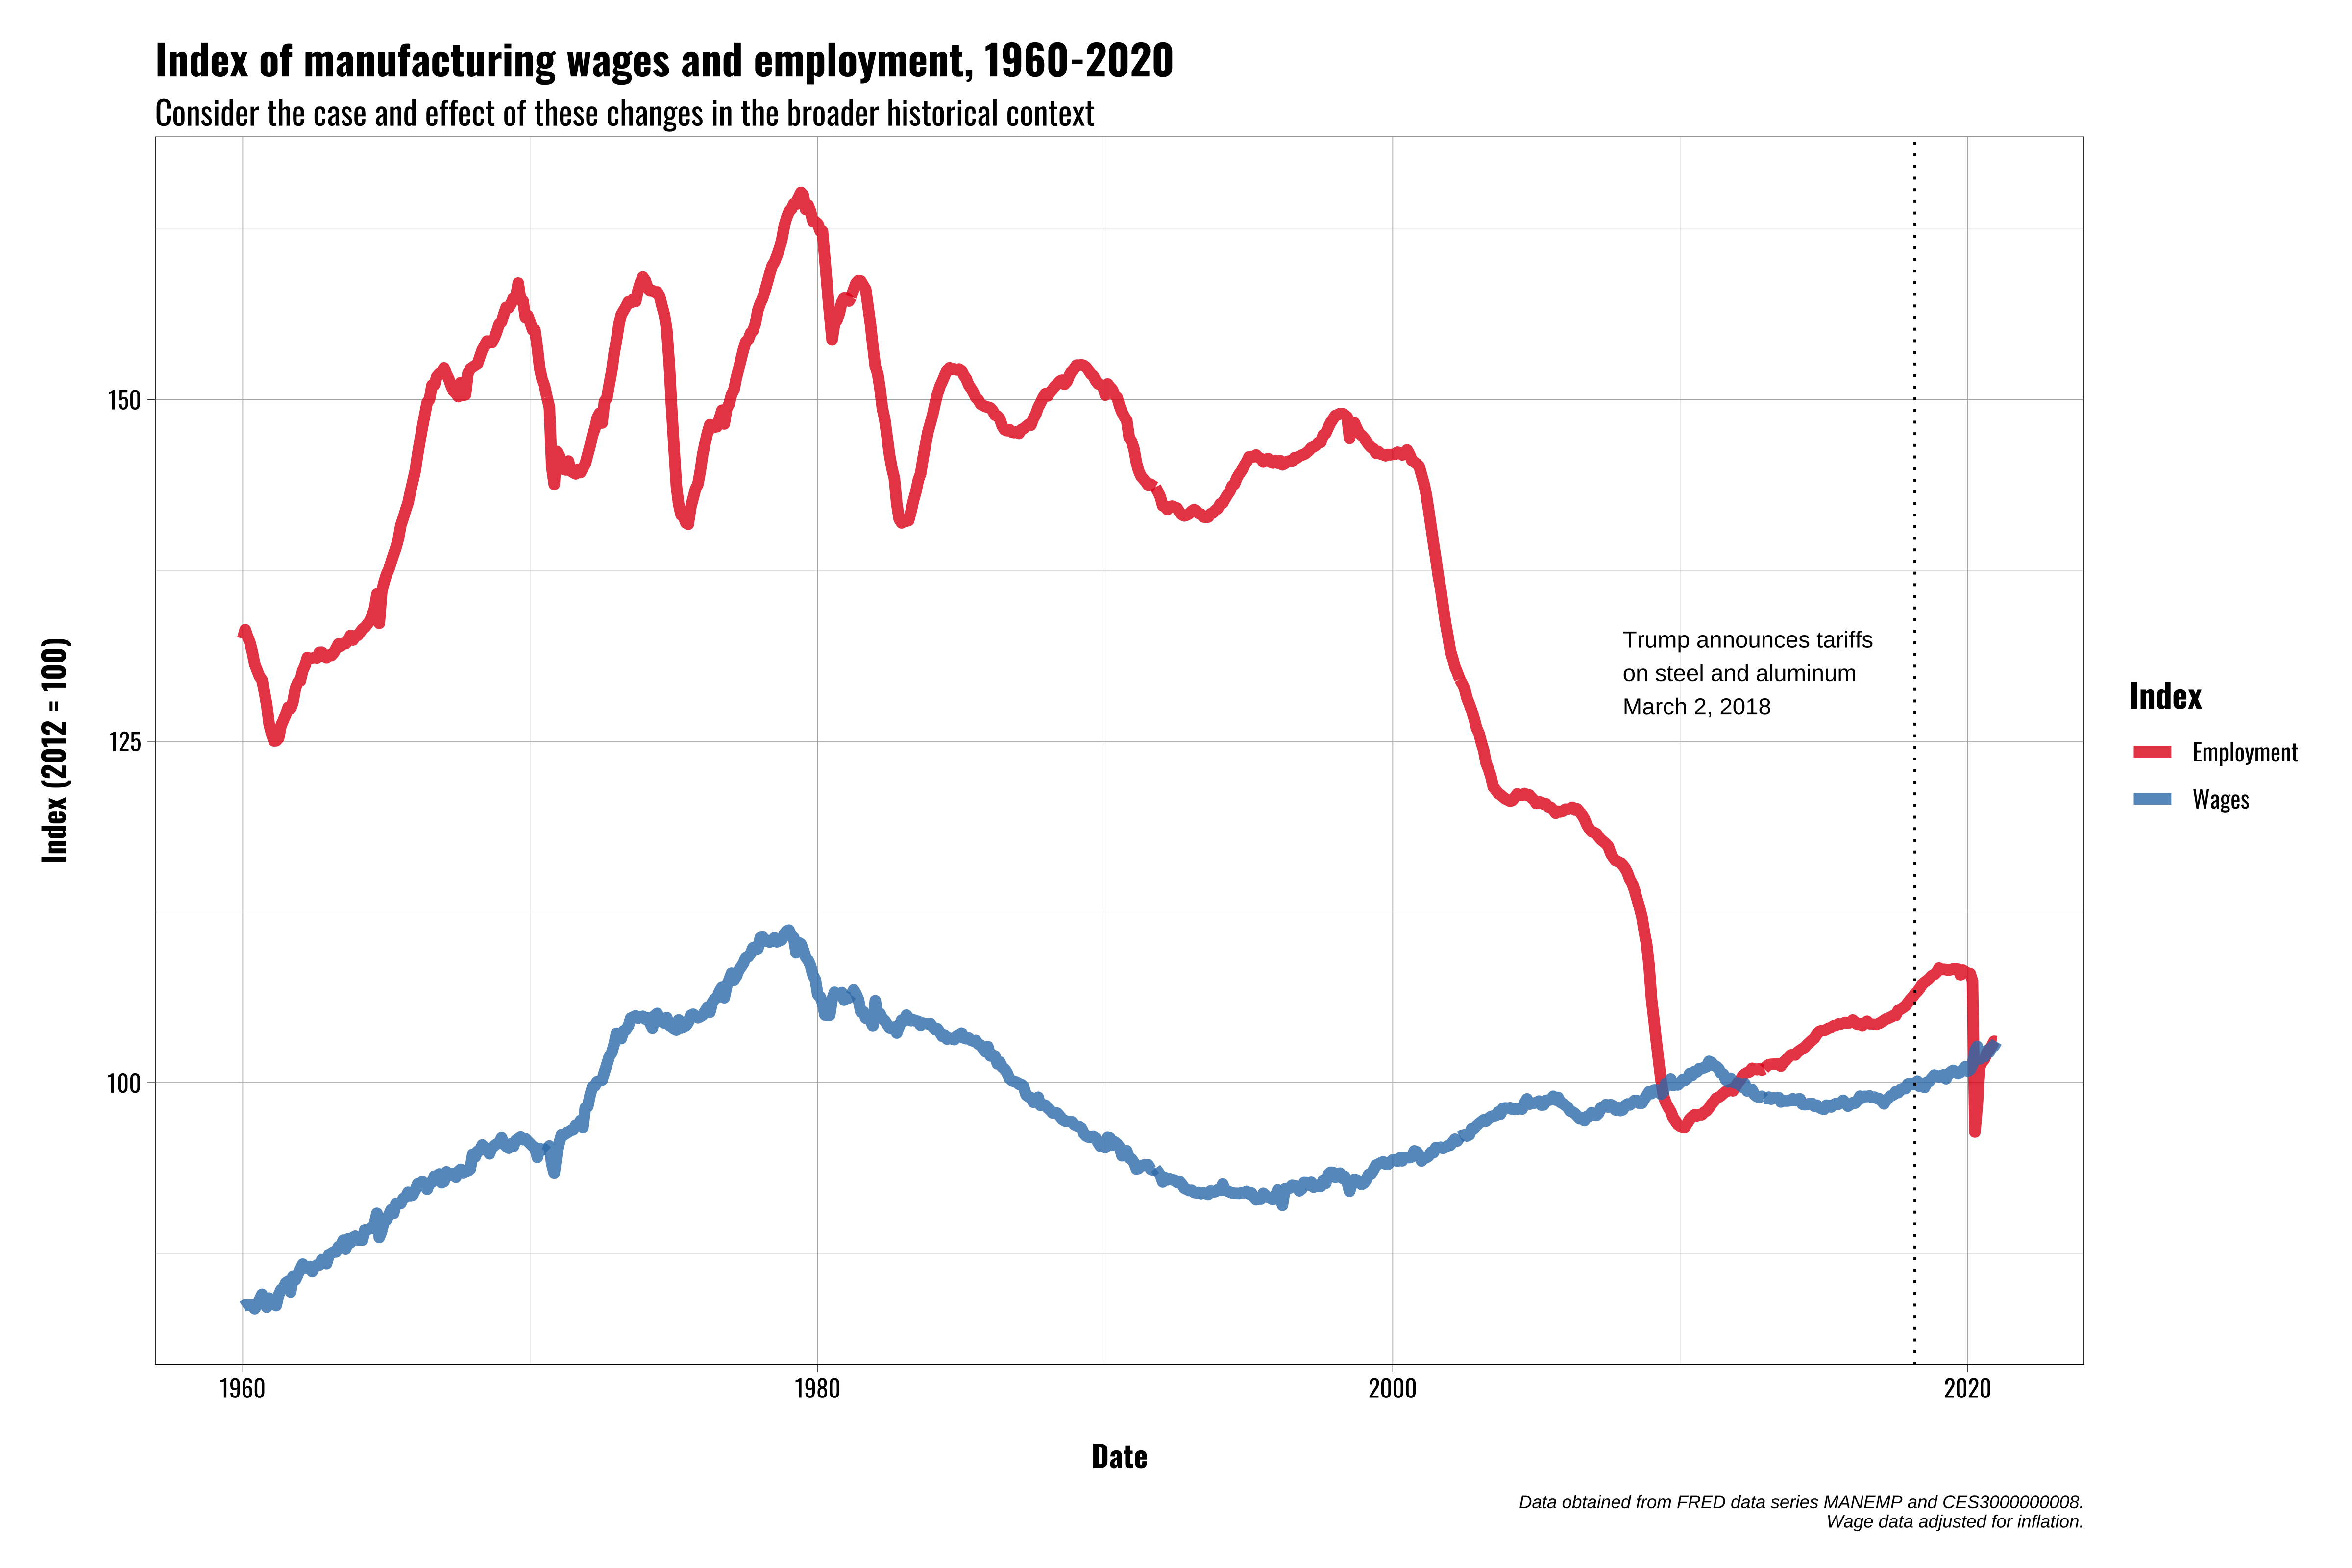 Index of manufacturing wages and employment, 1960-2020
Consider the case and effect of these changes in the broader historical context
Index (2012 = 100)
150
125
100
Trump announces tariffs
on steel and aluminum
March 2, 2018
Index
Employment
Wages
1960
1980
2000
2020
Date
Data obtained from FRED data series MANEMP and CES3000000008.
Wage data adjusted for inflation.